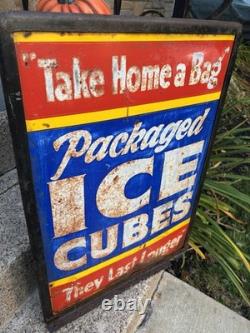 "Take Home a Bag"
Packaged
ICE
CUBES
They Last Longer